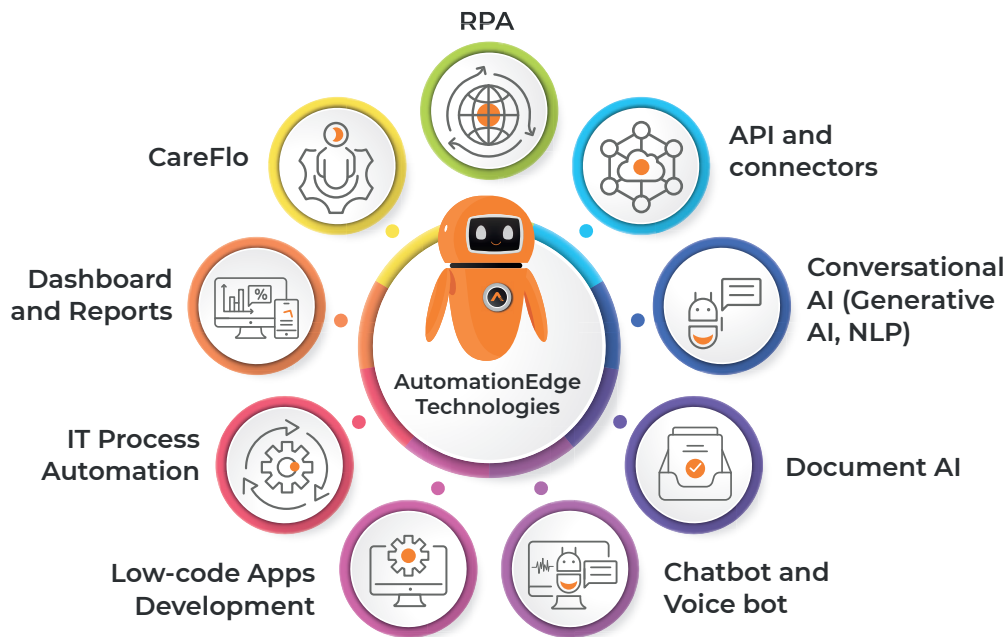 RPA
API and
connectors
Conversational
AI (Generative
AI, NLP)
Document AI
Chatbot and
Voice bot
Low-code Apps
Development
IT Process
Automation
Dashboard
and Reports
%
CareFlo
AutomationEdge
Technologies